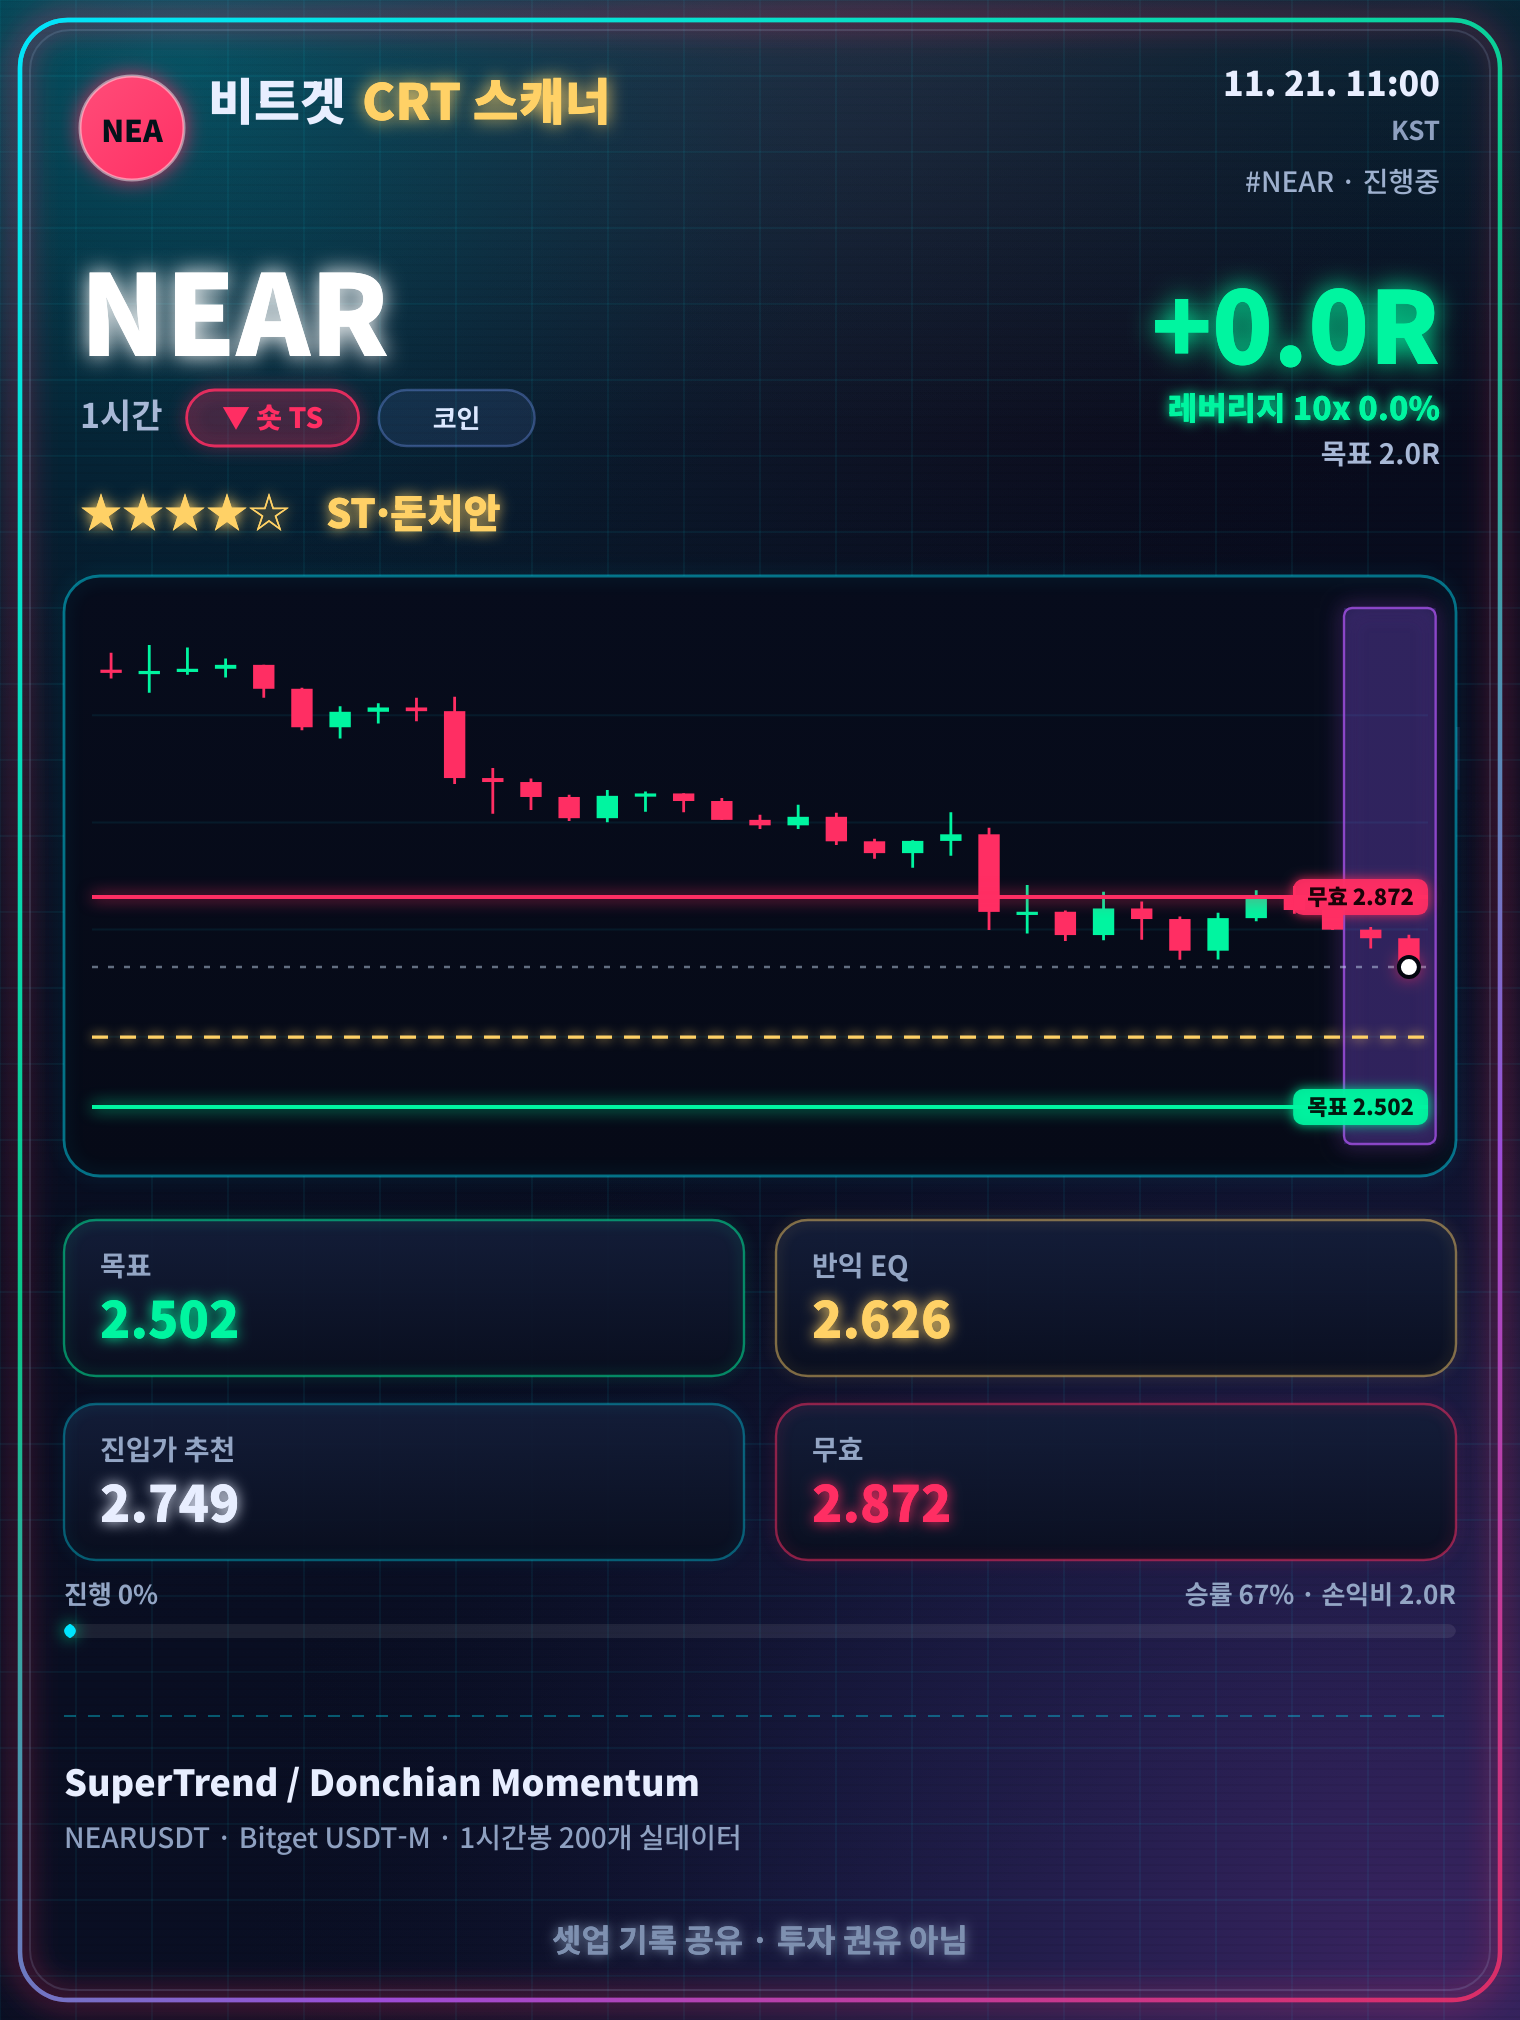 NEA
비트겟 CRT 스캐너
11. 21. 11:00
KST
#NEAR · 진행중
NEAR
+0.0R
1시간
▼ 숏 TS
코인
레버리지 10x 0.0%
목표 2.0R
★★★★☆ ST·돈치안
무효 2.872
목표 2.502
목표
2.502
반익 EQ
2.626
진입가 추천
2.749
무효
2.872
진행 0%
승률 67% · 손익비 2.0R
SuperTrend / Donchian Momentum
NEARUSDT · Bitget USDT-M · 1시간봉 200개 실데이터
셋업 기록 공유 · 투자 권유 아님